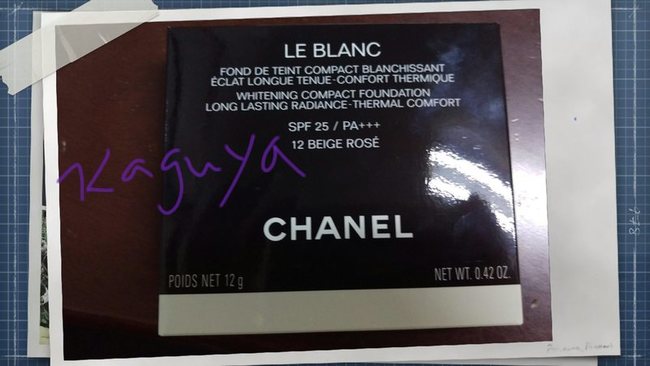 LE BLANC
FOND DE TEINT COMPACT BLANCHISSANT
ÉCLAT LONGUE TENUE-CONFORT THERMIQUE
WHITENING COMPACT FOUNDATION
LONG LASTING RADIANCE-THERMAL COMFORT
SPF 25 / PA+++
12 BEIGE ROSÉ
Kaguya
CHANEL
POIDS NET 12 g
NET WT. 0.42 OZ.